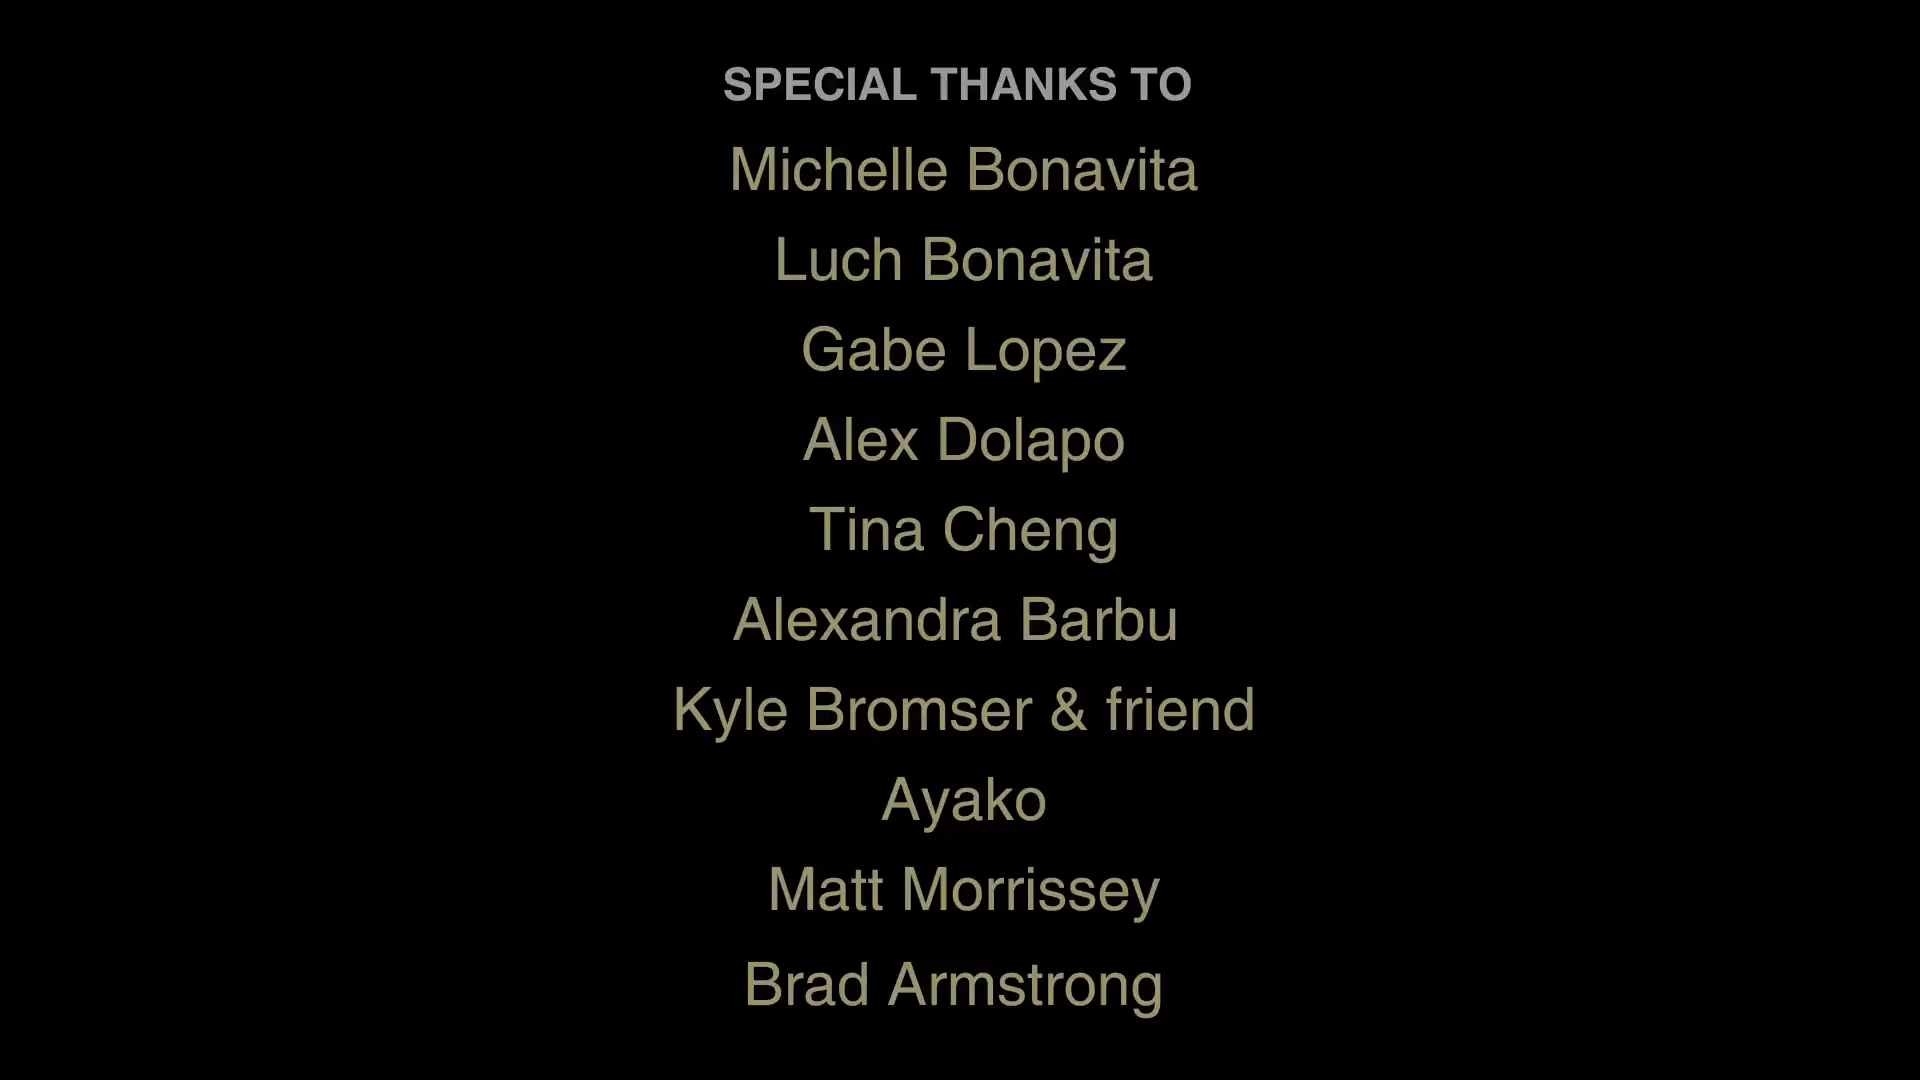 SPECIAL THANKS TO
Michelle Bonavita
Luch Bonavita
Gabe Lopez
Alex Dolapo
Tina Cheng
Alexandra Barbu
Kyle Bromser & friend
Ayako
Matt Morrissey
Brad Armstrong